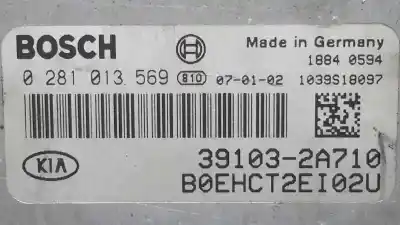 BOSCH
Made in Germany
1884 0594
0 281 013 569 810 07-01-02 1039S18097
KIA
39103-2A710
B0EHCT2EI02U